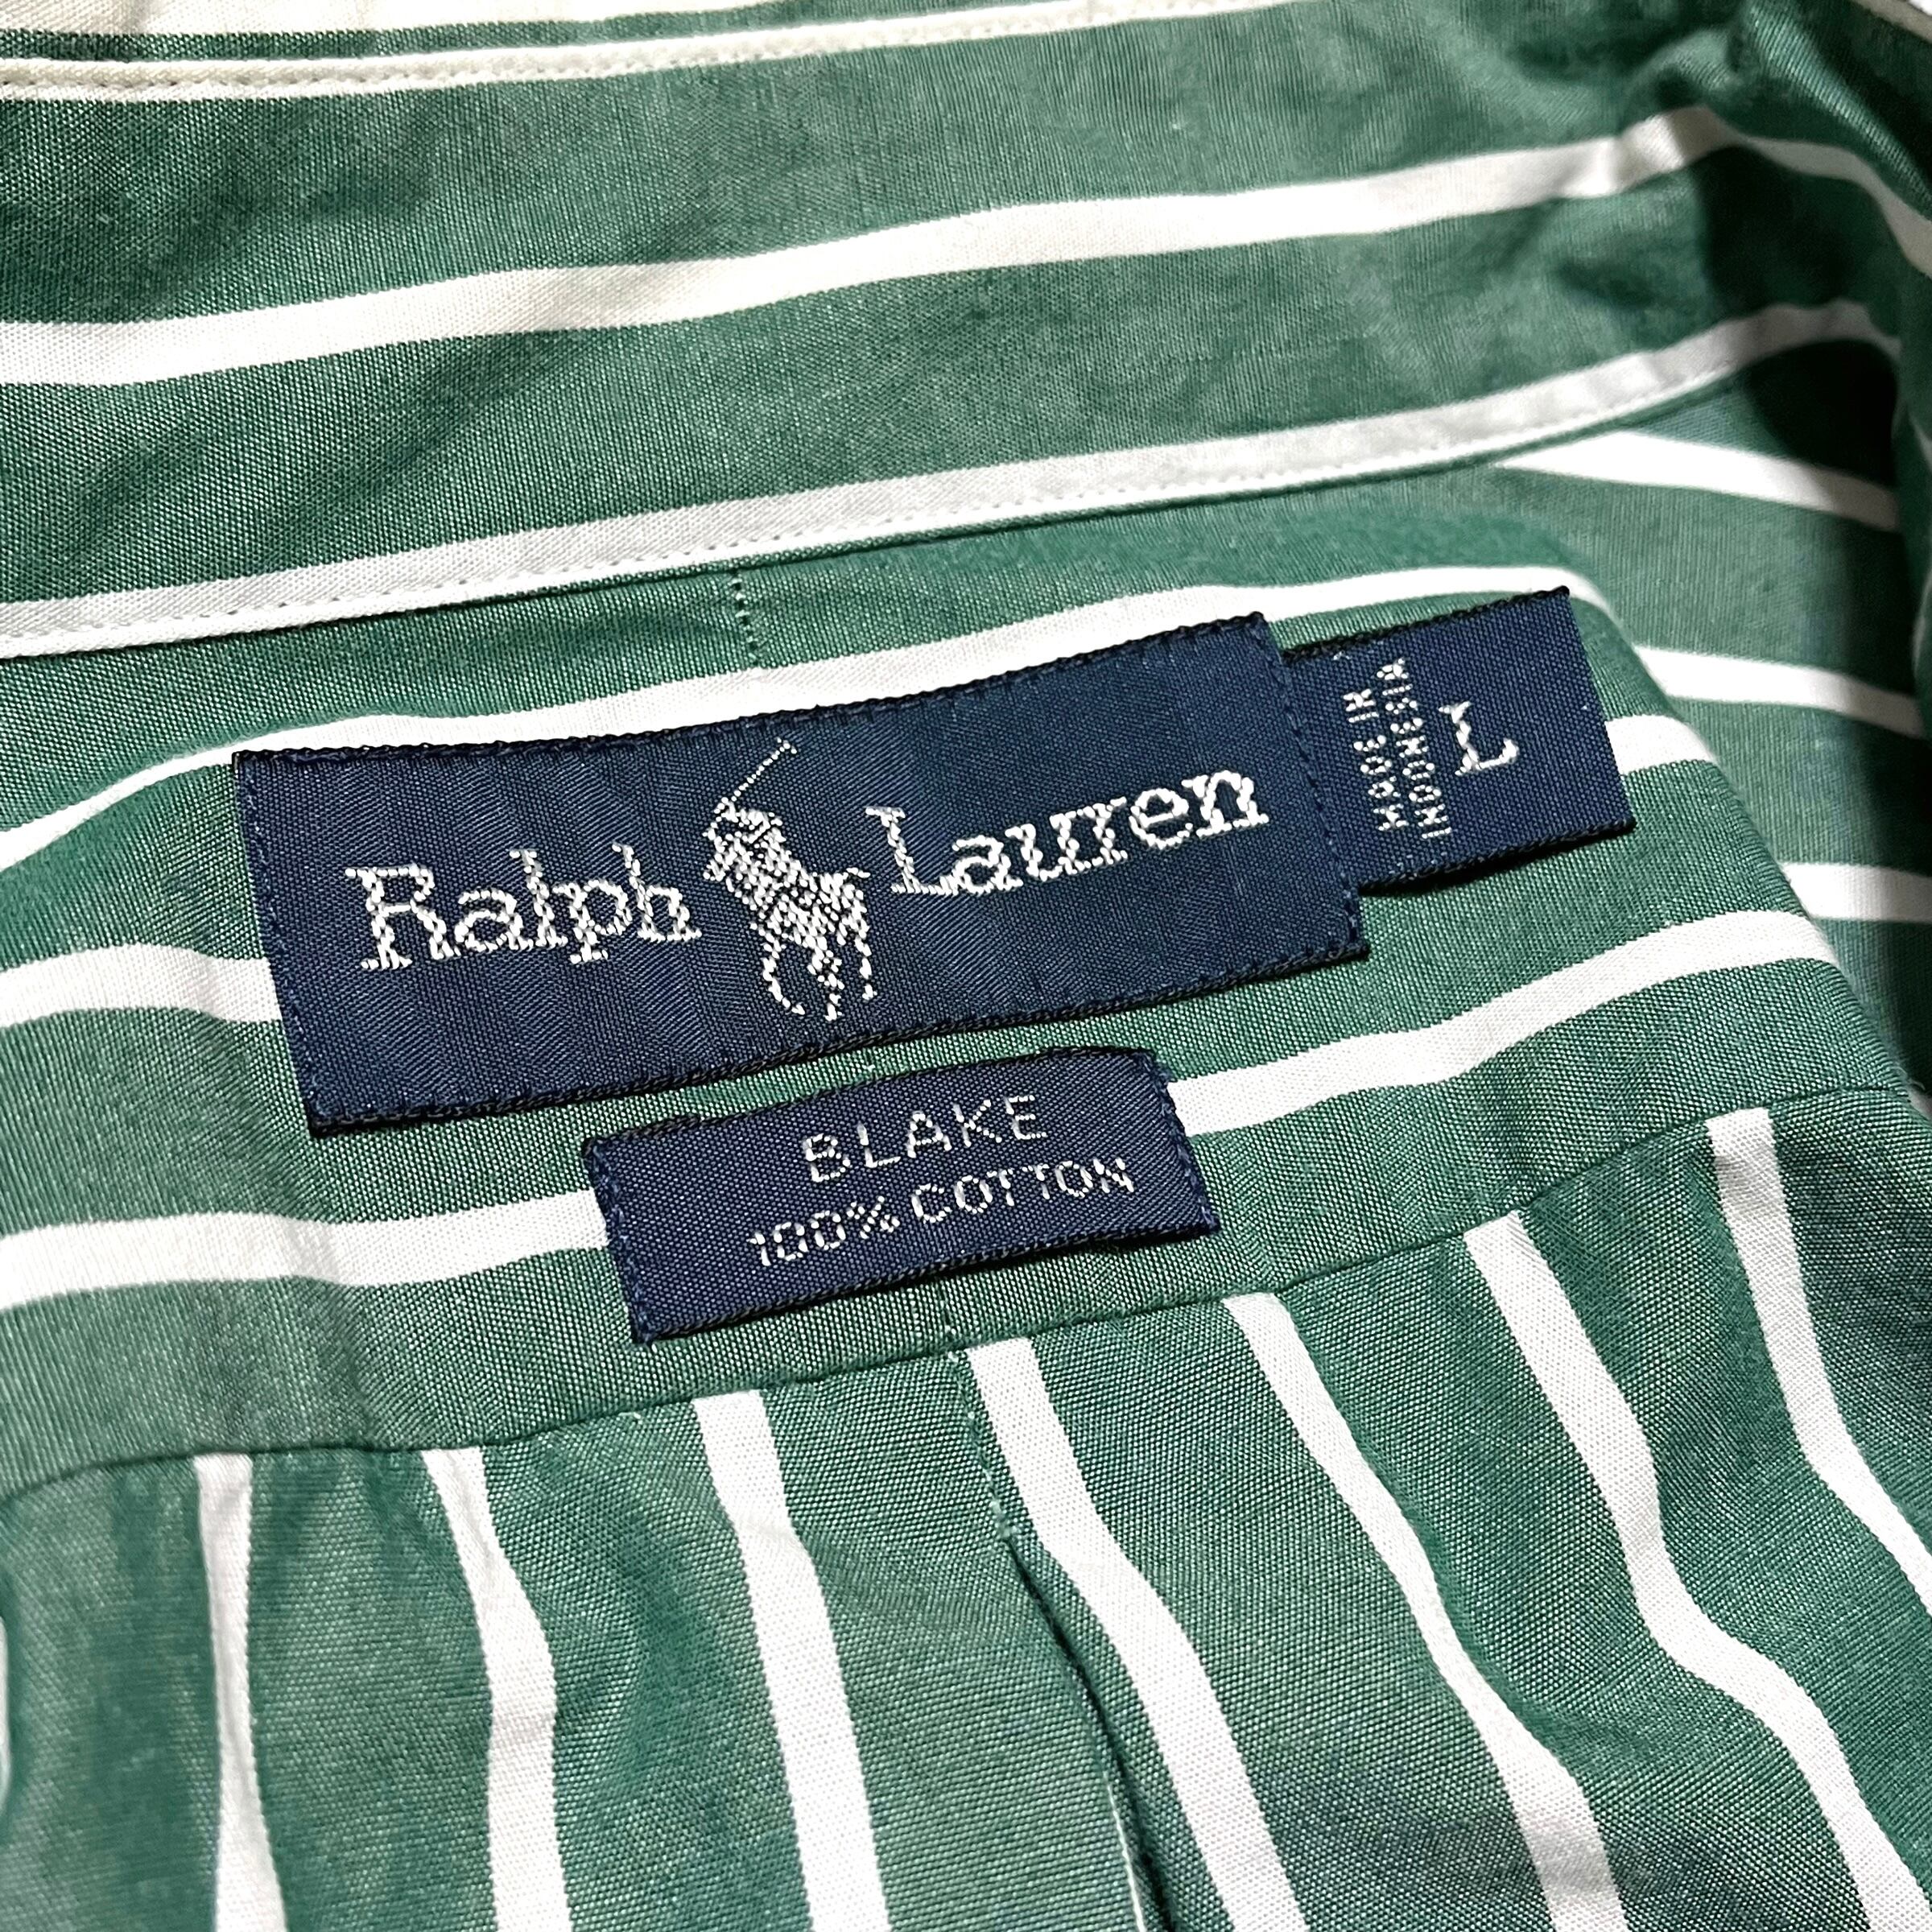 Ralph Lauren
MADE IN
INDONESIA
L
BLAKE
100% COTTON